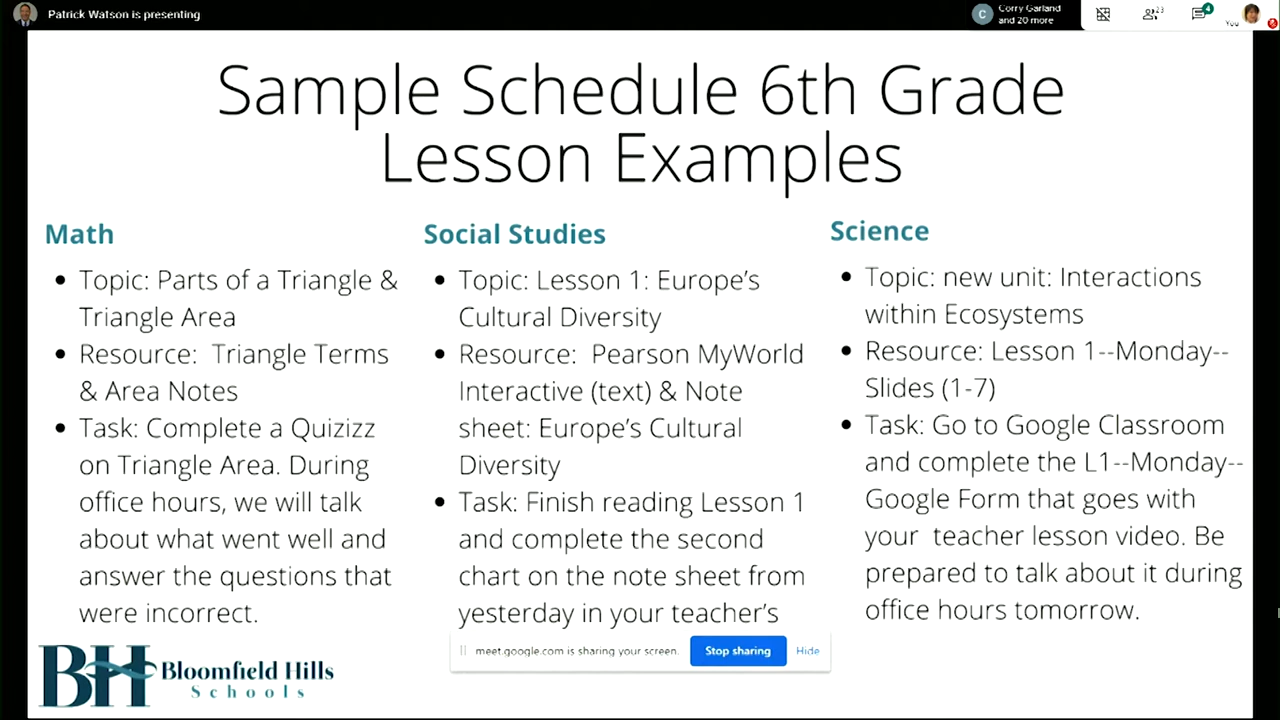 Patrick Watson is presenting
C
Corry Garland
and 20 more
23
4
You
Sample Schedule 6th Grade
Lesson Examples
Math
• Topic: Parts of a Triangle &
Triangle Area
• Resource: Triangle Terms
& Area Notes
• Task: Complete a Quizizz
on Triangle Area. During
office hours, we will talk
about what went well and
answer the questions that
were incorrect.
Social Studies
• Topic: Lesson 1: Europe's
Cultural Diversity
• Resource: Pearson MyWorld
Interactive (text) & Note
sheet: Europe's Cultural
Diversity
• Task: Finish reading Lesson 1
and complete the second
chart on the note sheet from
yesterday in your teacher's
Science
• Topic: new unit: Interactions
within Ecosystems
• Resource: Lesson 1--Monday--
Slides (1-7)
• Task: Go to Google Classroom
and complete the L1--Monday--
Google Form that goes with
your teacher lesson video. Be
prepared to talk about it during
office hours tomorrow.
meet.google.com is sharing your screen.
Stop sharing
Hide
BH Bloomfield Hills
Schools